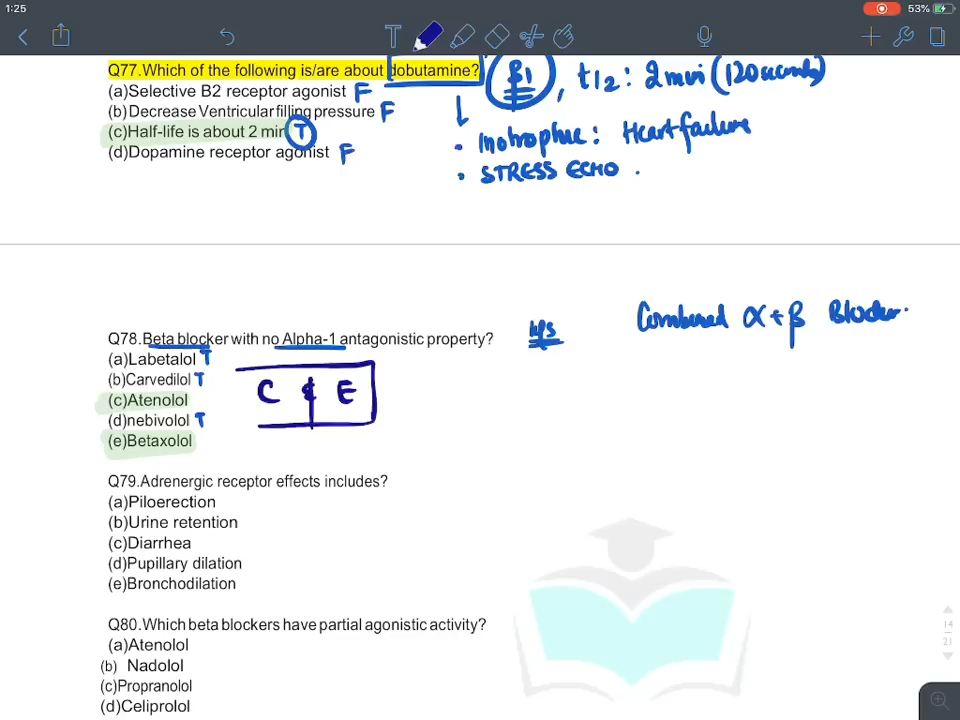 1:25
53%
T
Q77.Which of the following is/are about dobutamine? β1 , t1/2 : 2 min (120 seconds)
(a)Selective B2 receptor agonist F
(b)Decrease Ventricular filling pressure F
(c)Half-life is about 2 min T
• Inotrophic : Heart failure
(d)Dopamine receptor agonist F
• STRESS ECHO .
Combined α + β Blocker
Q78.Beta blocker with no Alpha-1 antagonistic property?
(a)Labetalol T
(b)Carvedilol T
(c)Atenolol
C & E
(d)nebivolol T
(e)Betaxolol
Q79.Adrenergic receptor effects includes?
(a)Piloerection
(b)Urine retention
(c)Diarrhea
(d)Pupillary dilation
(e)Bronchodilation
Q80.Which beta blockers have partial agonistic activity?
(a)Atenolol
(b) Nadolol
(c)Propranolol
(d)Celiprolol
14
21